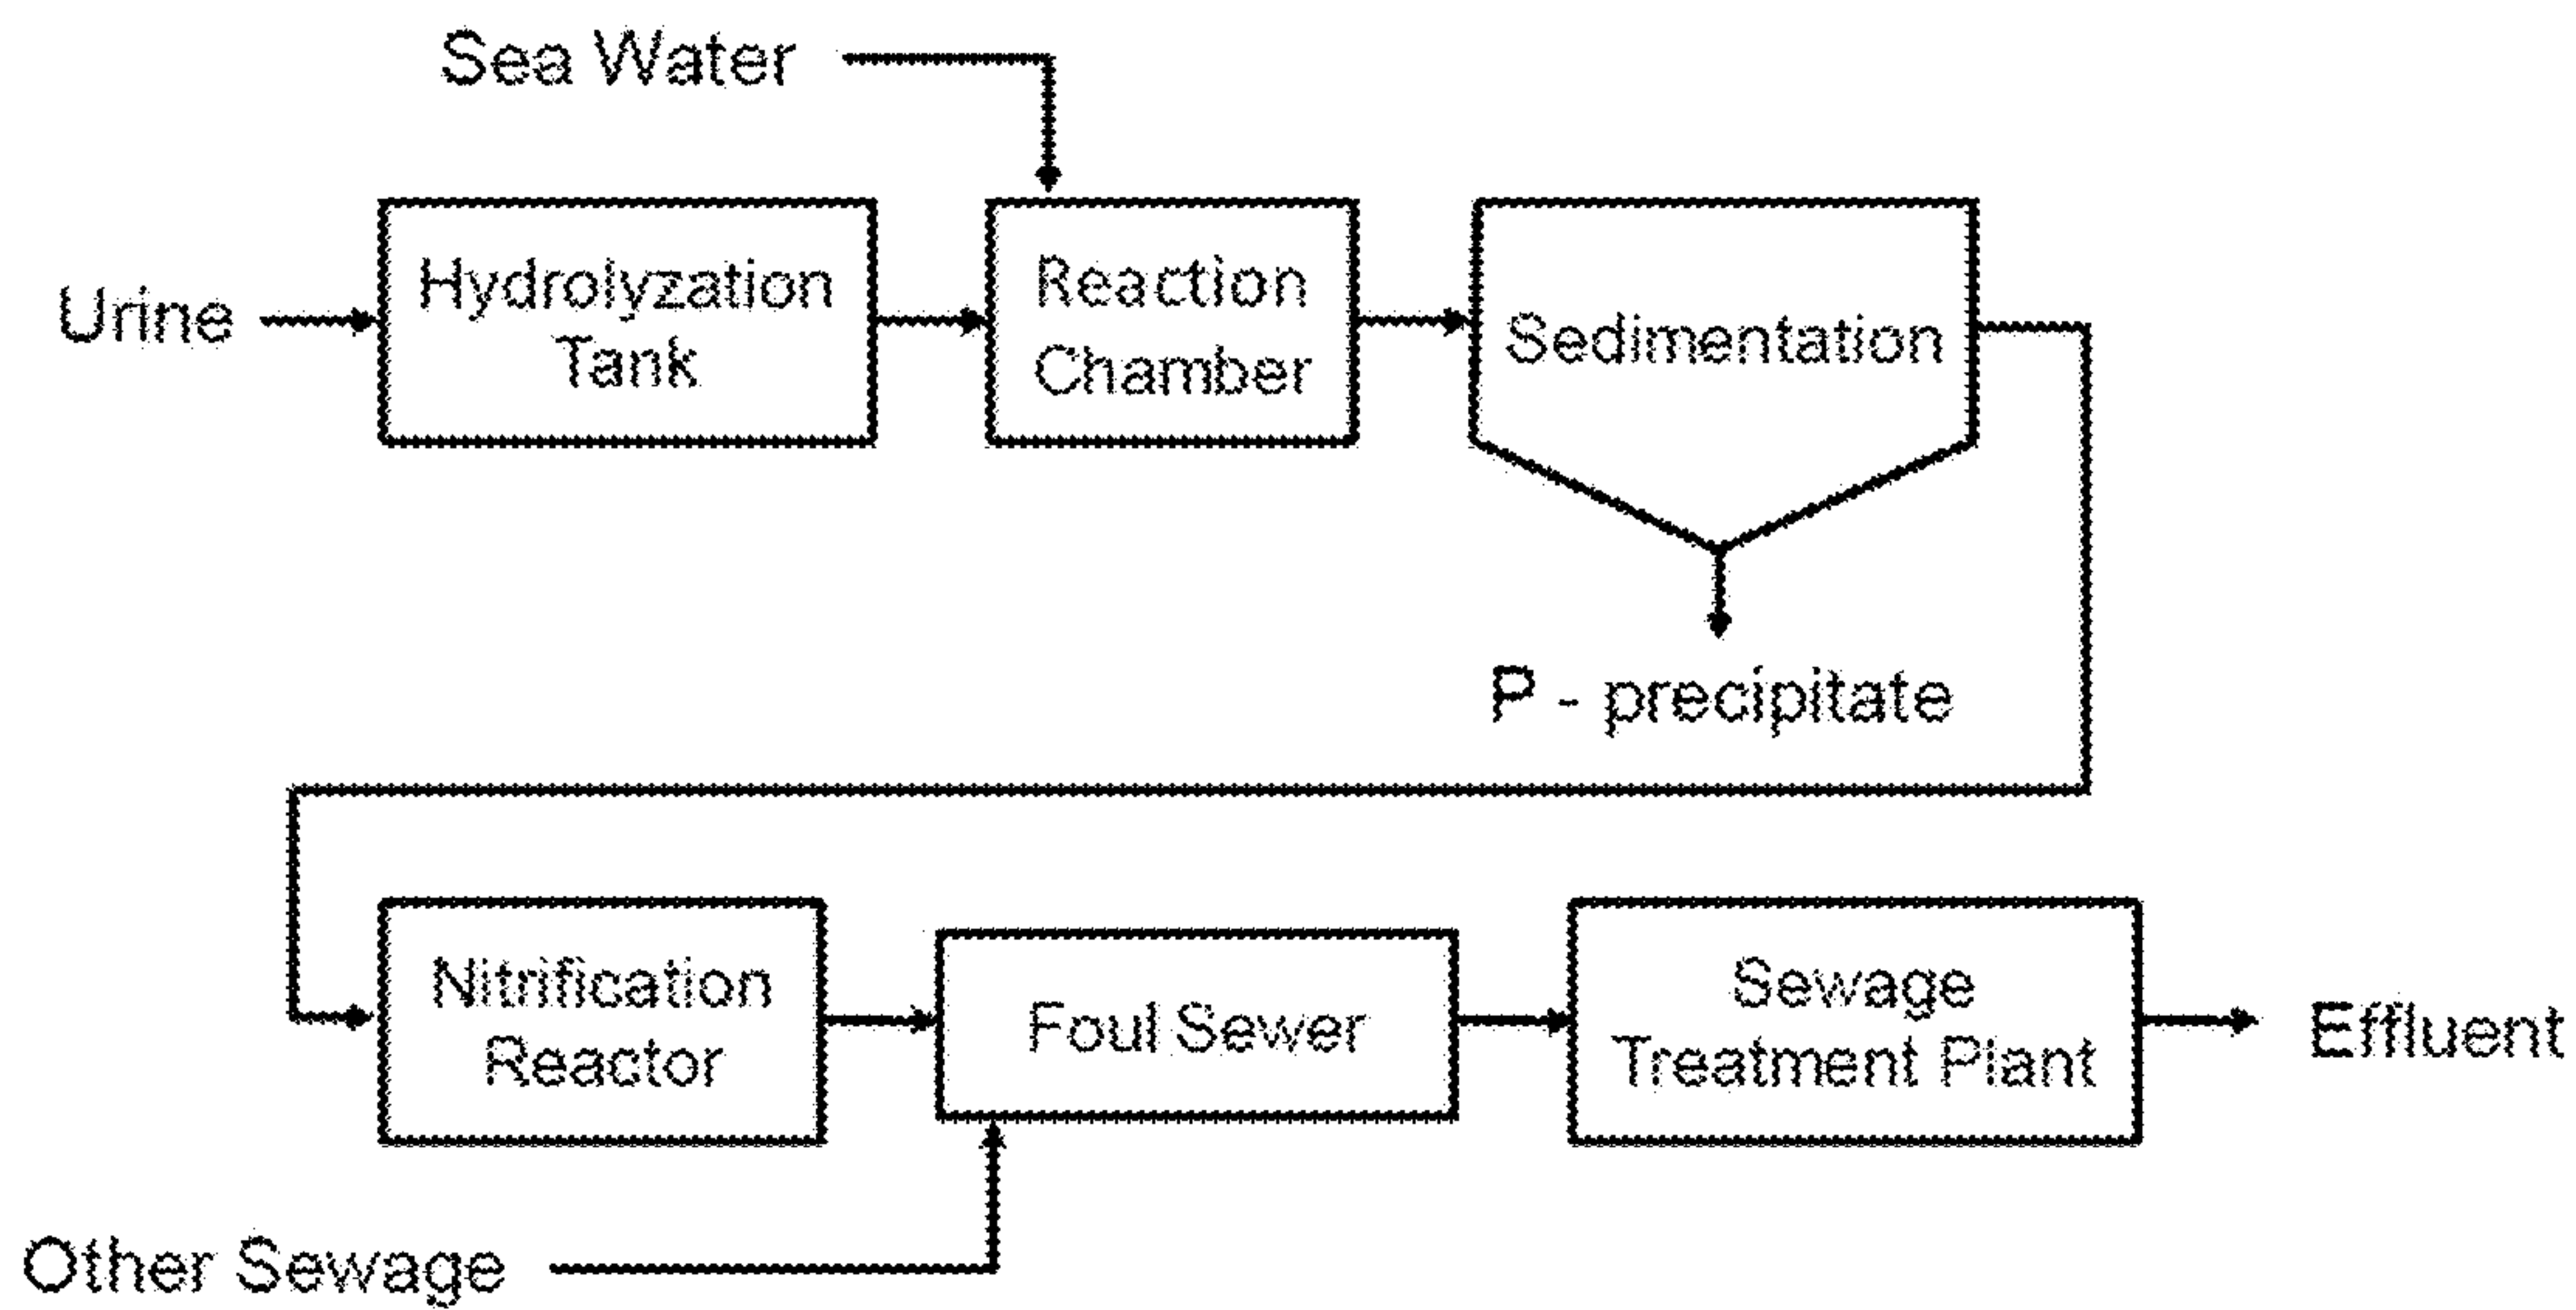 Sea Water
Urine
Hydrolyzation
Tank
Reaction
Chamber
Sedimentation
P - precipitate
Nitrification
Reactor
Foul Sewer
Sewage
Treatment Plant
Effluent
Other Sewage